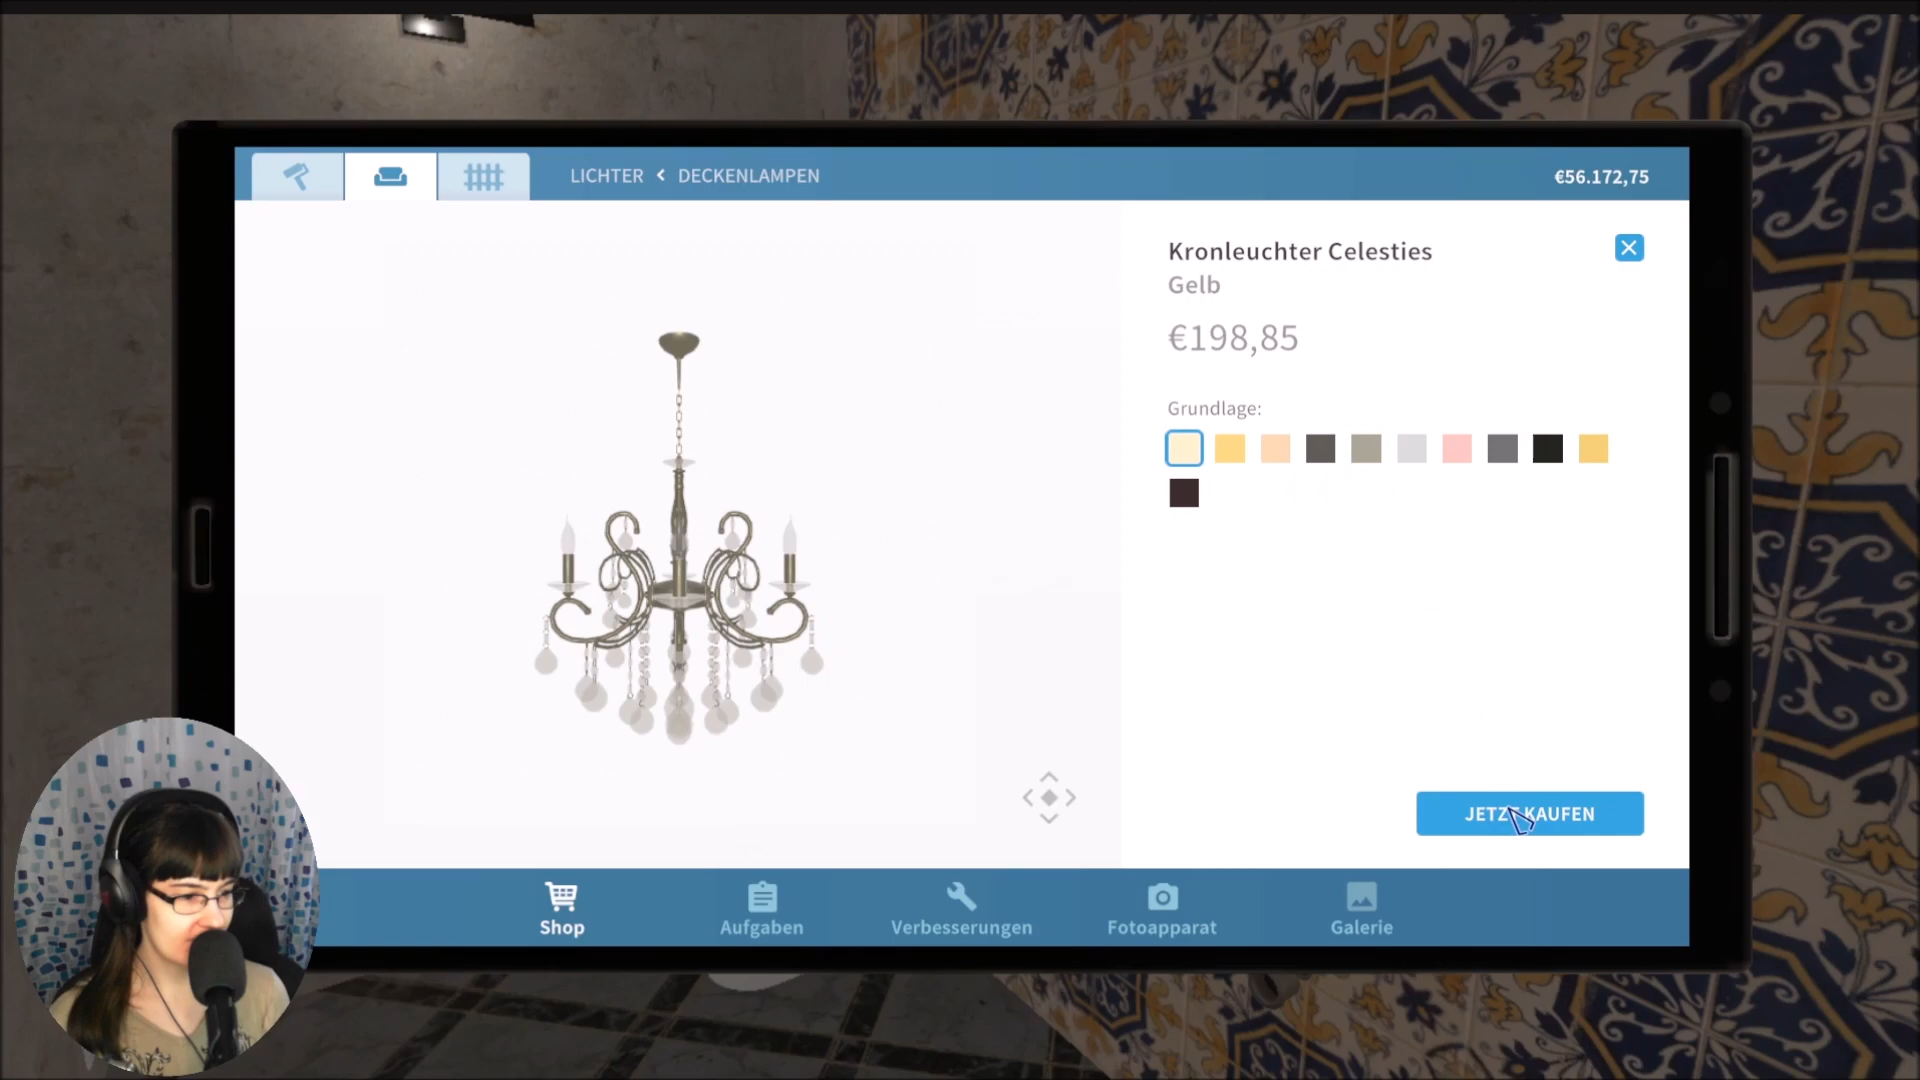 LICHTER < DECKENLAMPEN
€56.172,75
Kronleuchter Celesties
Gelb
€198,85
Grundlage:
JETZT KAUFEN
Shop
Aufgaben
Verbesserungen
Fotoapparat
Galerie